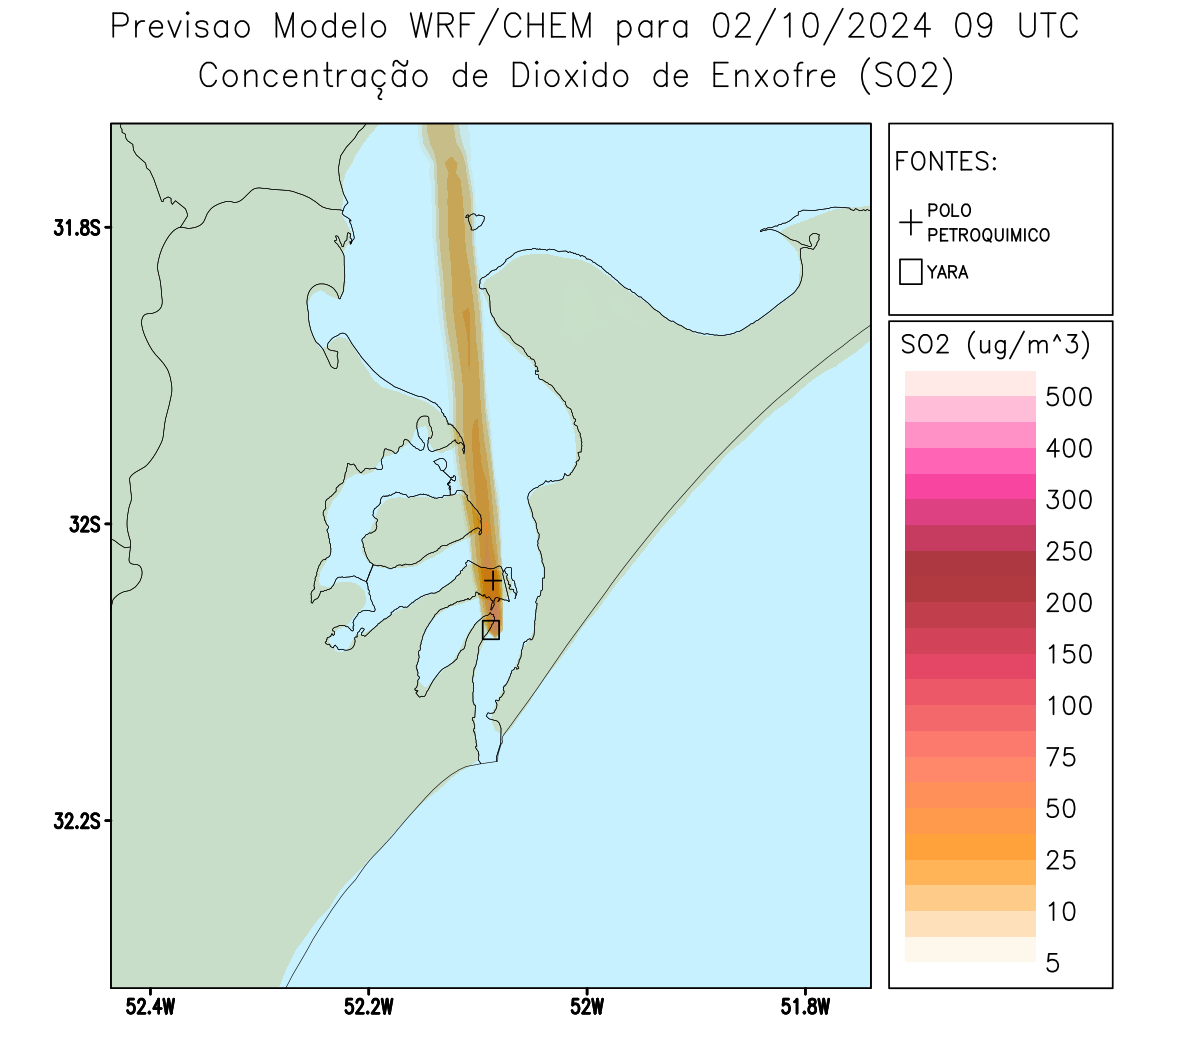 Previsao Modelo WRF/CHEM para 02/10/2024 09 UTC
Concentração de Dioxido de Enxofre (SO2)
FONTES:
POLO
PETROQUIMICO
YARA
SO2 (ug/m^3)
500
400
300
250
200
150
100
75
50
25
10
5
31.8S
32S
32.2S
52.4W
52.2W
52W
51.8W